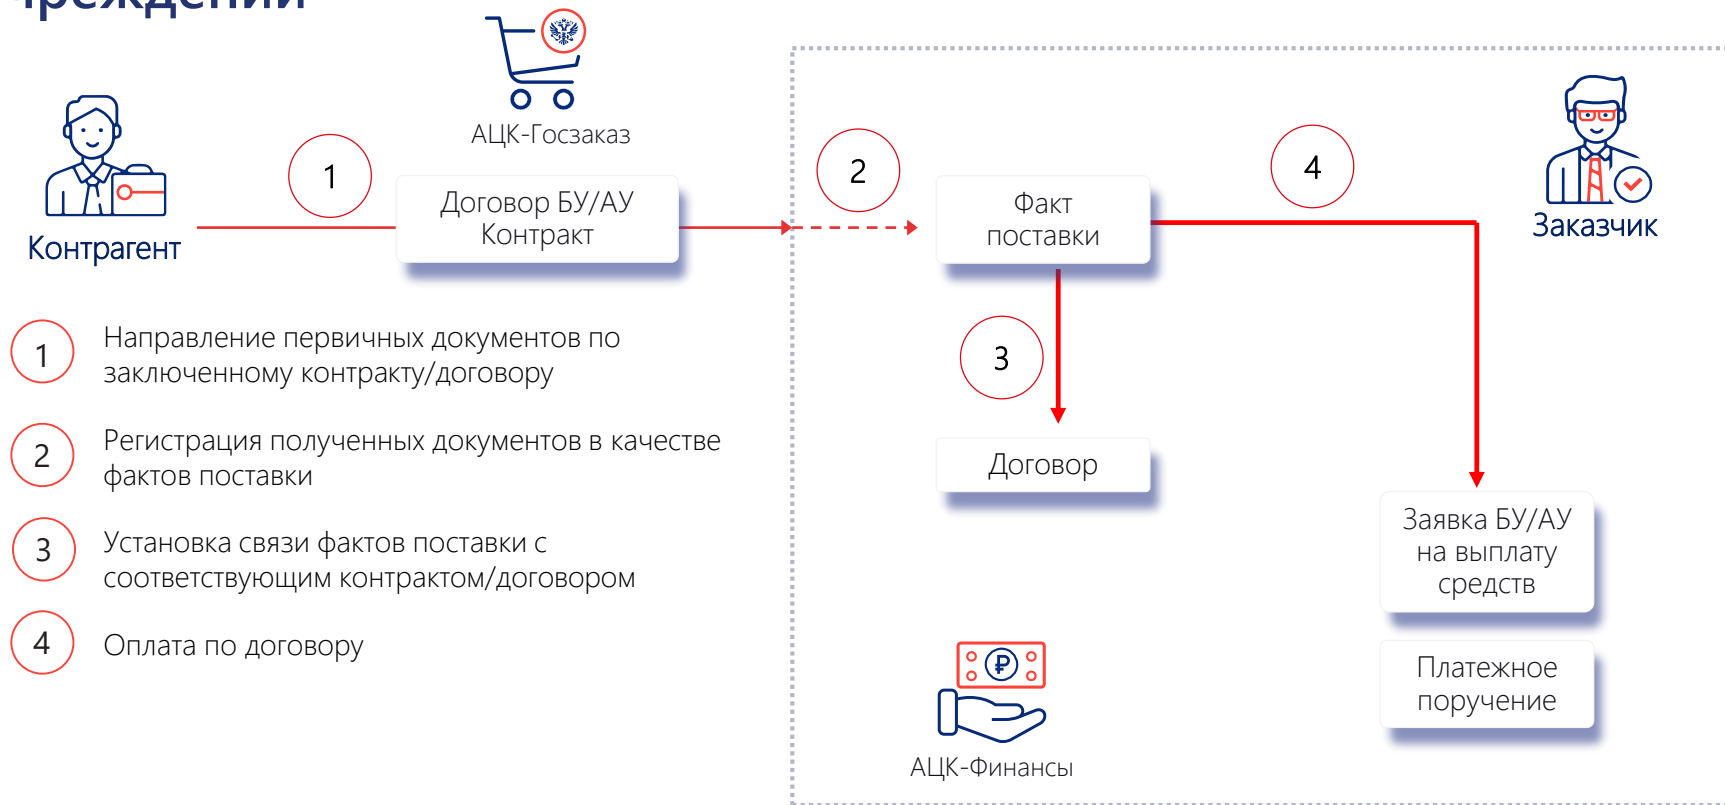 АЦК-Госзаказ
1
2
4
Договор БУ/АУ
Контракт
Факт
поставки
Контрагент
Заказчик
3
1
Направление первичных документов по
заключенному контракту/договору
2
Регистрация полученных документов в качестве
фактов поставки
3
Установка связи фактов поставки с
соответствующим контрактом/договором
4
Оплата по договору
Договор
Заявка БУ/АУ
на выплату
средств
Платежное
поручение
АЦК-Финансы